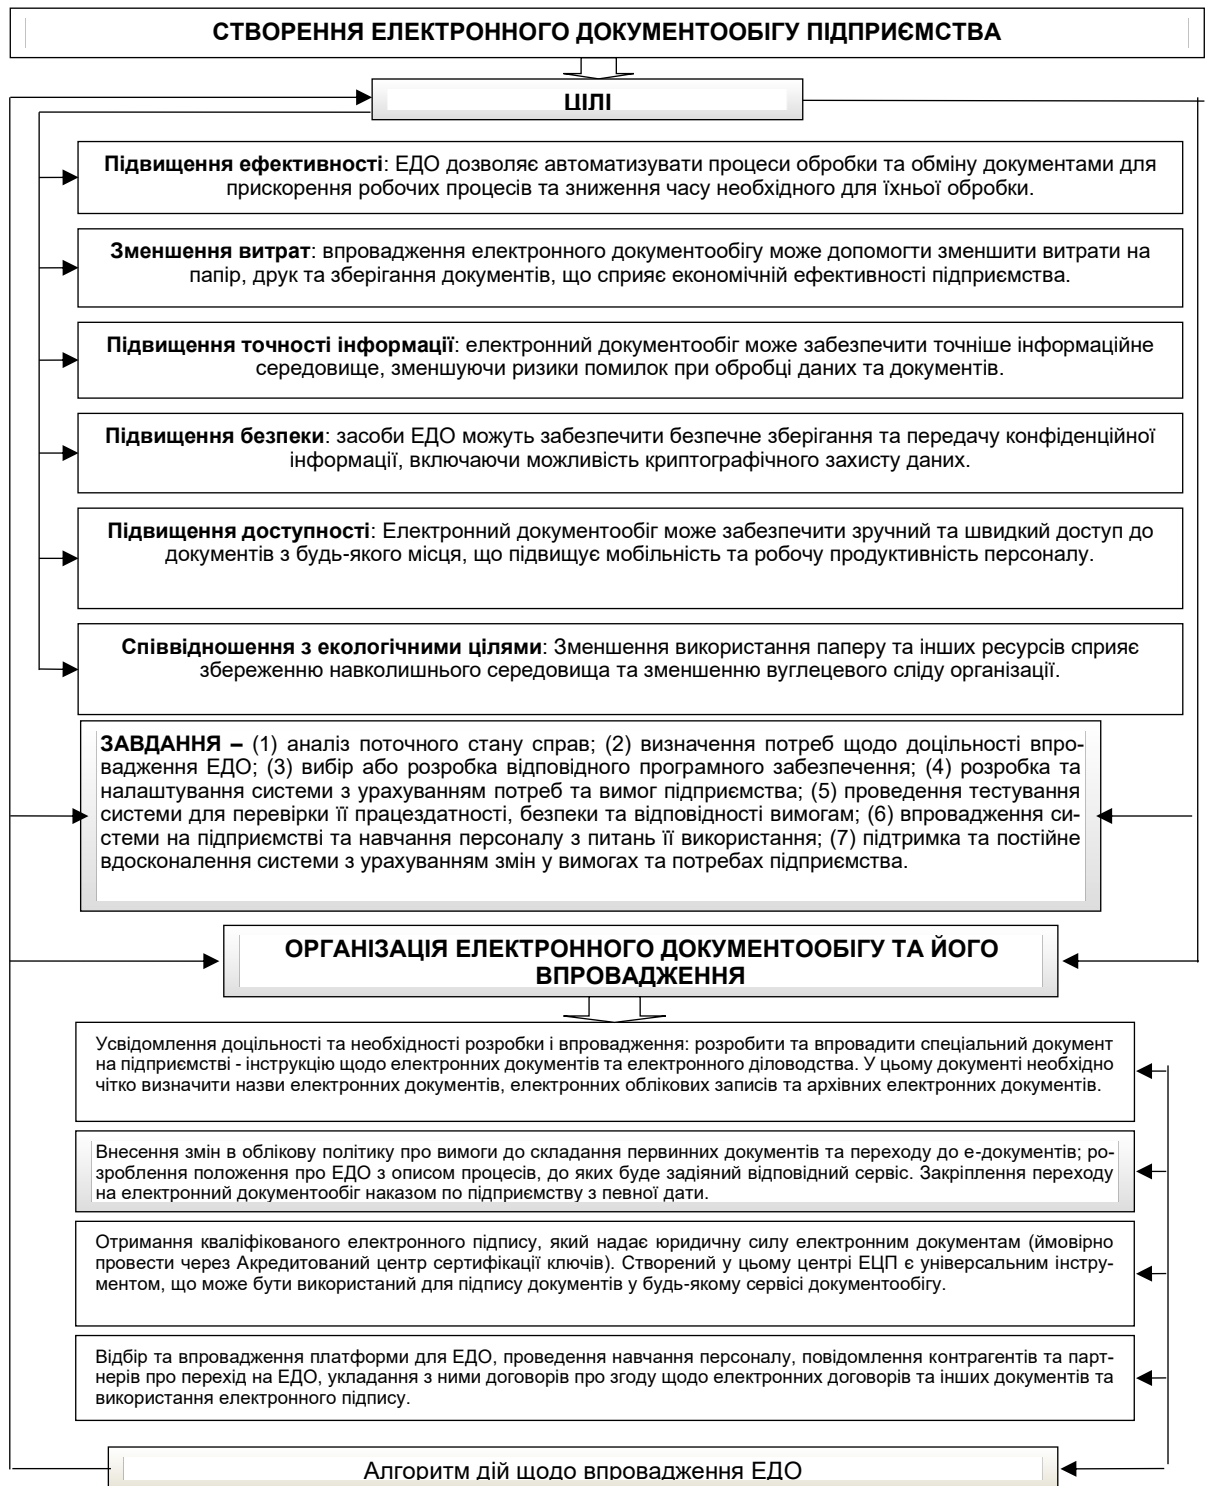 СТВОРЕННЯ ЕЛЕКТРОННОГО ДОКУМЕНТООБІГУ ПІДПРИЄМСТВА
ЦІЛІ
Підвищення ефективності: ЕДО дозволяє автоматизувати процеси обробки та обміну документами для
прискорення робочих процесів та зниження часу необхідного для їхньої обробки.
Зменшення витрат: впровадження електронного документообігу може допомогти зменшити витрати на
папір, друк та зберігання документів, що сприяє економічній ефективності підприємства.
Підвищення точності інформації: електронний документообіг може забезпечити точніше інформаційне
середовище, зменшуючи ризики помилок при обробці даних та документів.
Підвищення безпеки: засоби ЕДО можуть забезпечити безпечне зберігання та передачу конфіденційної
інформації, включаючи можливість криптографічного захисту даних.
Підвищення доступності: Електронний документообіг може забезпечити зручний та швидкий доступ до
документів з будь-якого місця, що підвищує мобільність та робочу продуктивність персоналу.
Співвідношення з екологічними цілями: Зменшення використання паперу та інших ресурсів сприяє
збереженню навколишнього середовища та зменшенню вуглецевого сліду організації.
ЗАВДАННЯ – (1) аналіз поточного стану справ; (2) визначення потреб щодо доцільності впро-
вадження ЕДО; (3) вибір або розробка відповідного програмного забезпечення; (4) розробка та
налаштування системи з урахуванням потреб та вимог підприємства; (5) проведення тестування
системи для перевірки її працездатності, безпеки та відповідності вимогам; (6) впровадження си-
стеми на підприємстві та навчання персоналу з питань її використання; (7) підтримка та постійне
вдосконалення системи з урахуванням змін у вимогах та потребах підприємства.
ОРГАНІЗАЦІЯ ЕЛЕКТРОННОГО ДОКУМЕНТООБІГУ ТА ЙОГО
ВПРОВАДЖЕННЯ
Усвідомлення доцільності та необхідності розробки і впровадження: розробити та впровадити спеціальний документ
на підприємстві - інструкцію щодо електронних документів та електронного діловодства. У цьому документі необхідно
чітко визначити назви електронних документів, електронних облікових записів та архівних електронних документів.
Внесення змін в облікову політику про вимоги до складання первинних документів та переходу до е-документів; ро-
зроблення положення про ЕДО з описом процесів, до яких буде задіяний відповідний сервіс. Закріплення переходу
на електронний документообіг наказом по підприємству з певної дати.
Отримання кваліфікованого електронного підпису, який надає юридичну силу електронним документам (ймовірно
провести через Акредитований центр сертифікації ключів). Створений у цьому центрі ЕЦП є універсальним інстру-
ментом, що може бути використаний для підпису документів у будь-якому сервісі документообігу.
Відбір та впровадження платформи для ЕДО, проведення навчання персоналу, повідомлення контрагентів та парт-
нерів про перехід на ЕДО, укладання з ними договорів про згоду щодо електронних договорів та інших документів та
використання електронного підпису.
Алгоритм дій щодо впровадження ЕДО